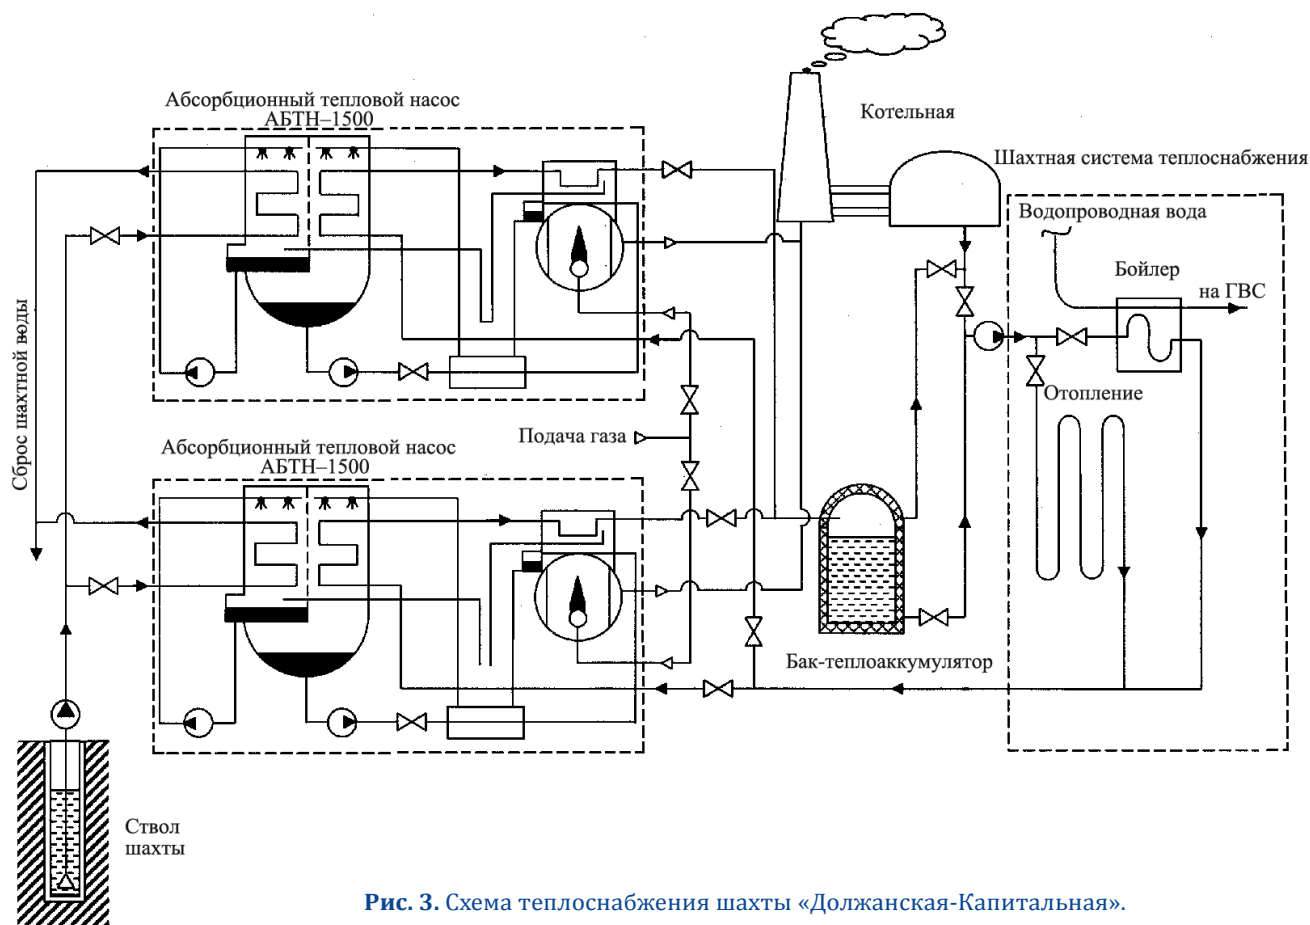 Абсорбционный тепловой насос
АБТН–1500
Котельная
Шахтная система теплоснабжения
Водопроводная вода
Бойлер
на ГВС
Сброс шахтной воды
Отопление
Подача газа
Абсорбционный тепловой насос
АБТН–1500
Бак-теплоаккумулятор
Ствол
шахты
Рис. 3. Схема теплоснабжения шахты «Должанская-Капитальная».